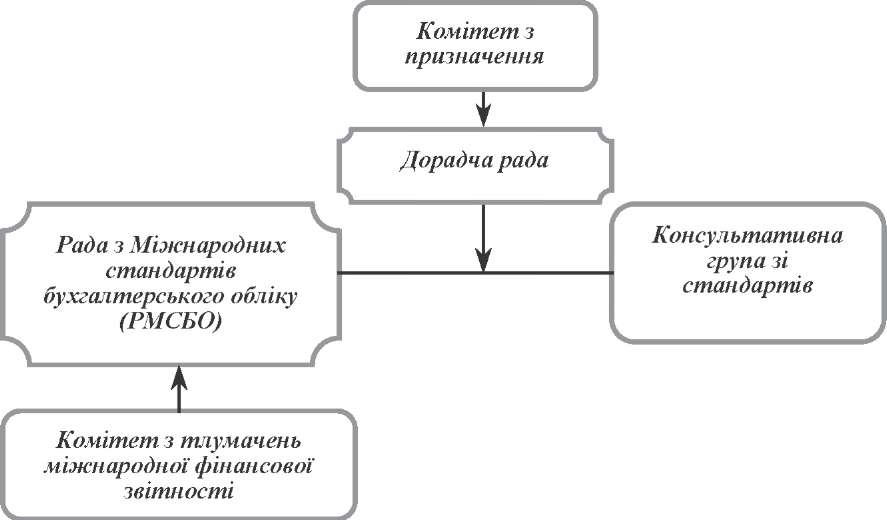 Комітет з
призначення
Дорадча рада
Рада з Міжнародних
стандартів
бухгалтерського обліку
(РМСБО)
Консультативна
група зі
стандартів
Комітет з тлумачень
міжнародної фінансової
звітності